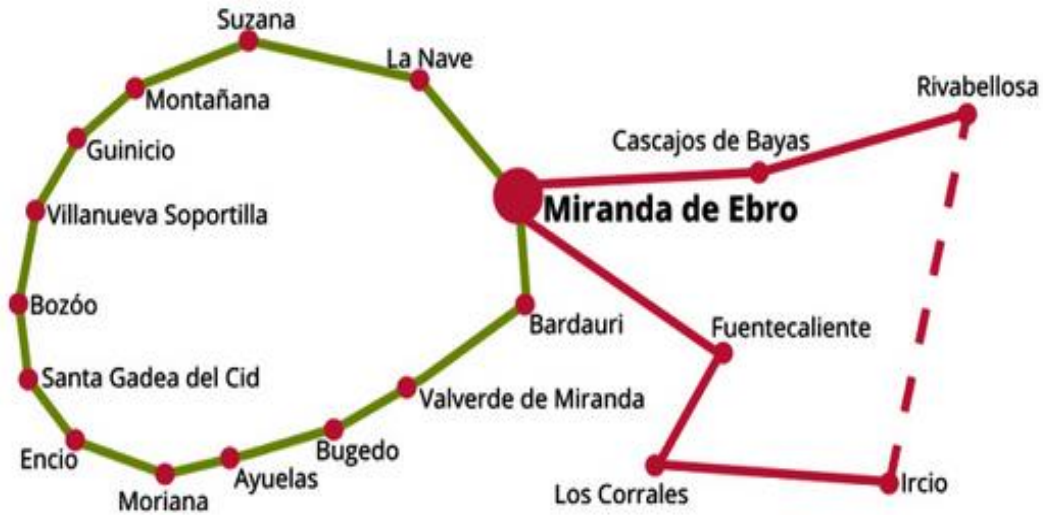 Suzana
La Nave
Montañana
Rivabellosa
Cascajos de Bayas
Guinicio
Villanueva Soportilla
Miranda de Ebro
Bozóo
Bardauri
Fuentecaliente
Santa Gadea del Cid
Valverde de Miranda
Bugedo
Encio
Ayuelas
Moriana
Los Corrales
Ircio